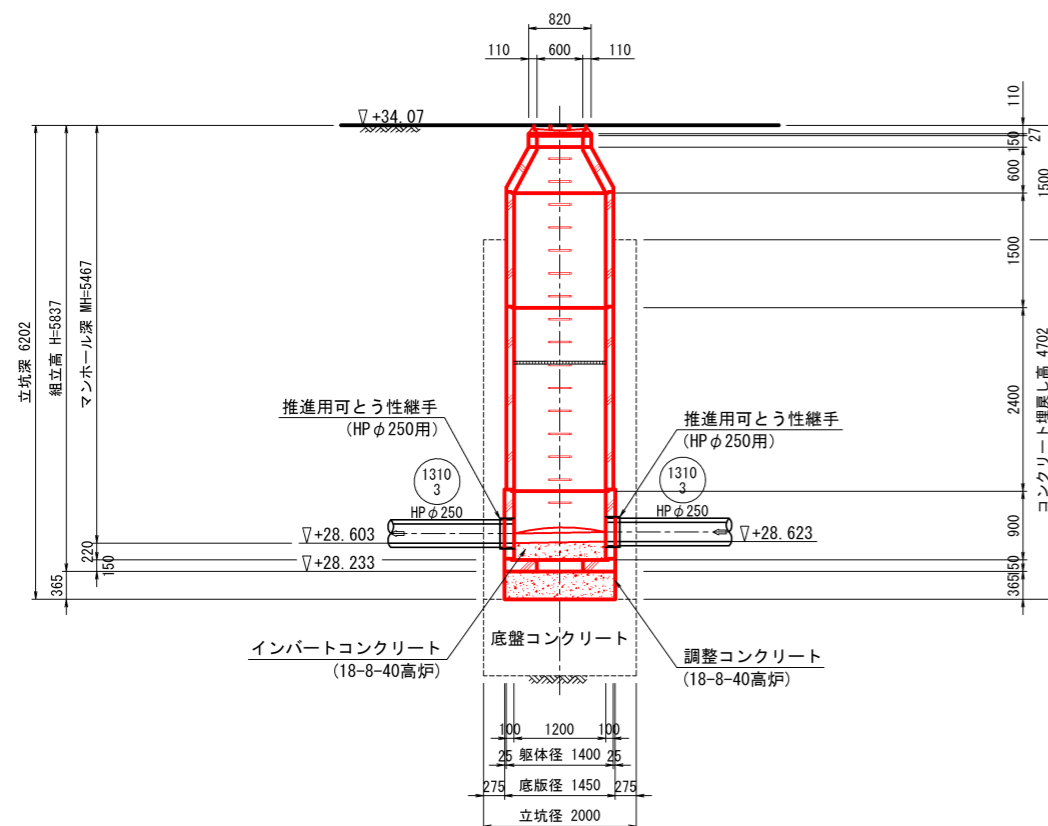 820
110 600 110
▽+34.07
110
27
150
600
1500
1500
2400
コンクリート埋戻し高 4702
900
150
365
立坑深 6202
組立高 H=5837
マンホール深 MH=5467
220
150
365
推進用可とう性継手
(HPφ250用)
推進用可とう性継手
(HPφ250用)
1310
3
HPφ250
1310
3
HPφ250
▽+28.603
▽+28.623
▽+28.233
インバートコンクリート
(18-8-40高炉)
底盤コンクリート
調整コンクリート
(18-8-40高炉)
100 1200 100
25 躯体径 1400 25
275 底版径 1450 275
立坑径 2000